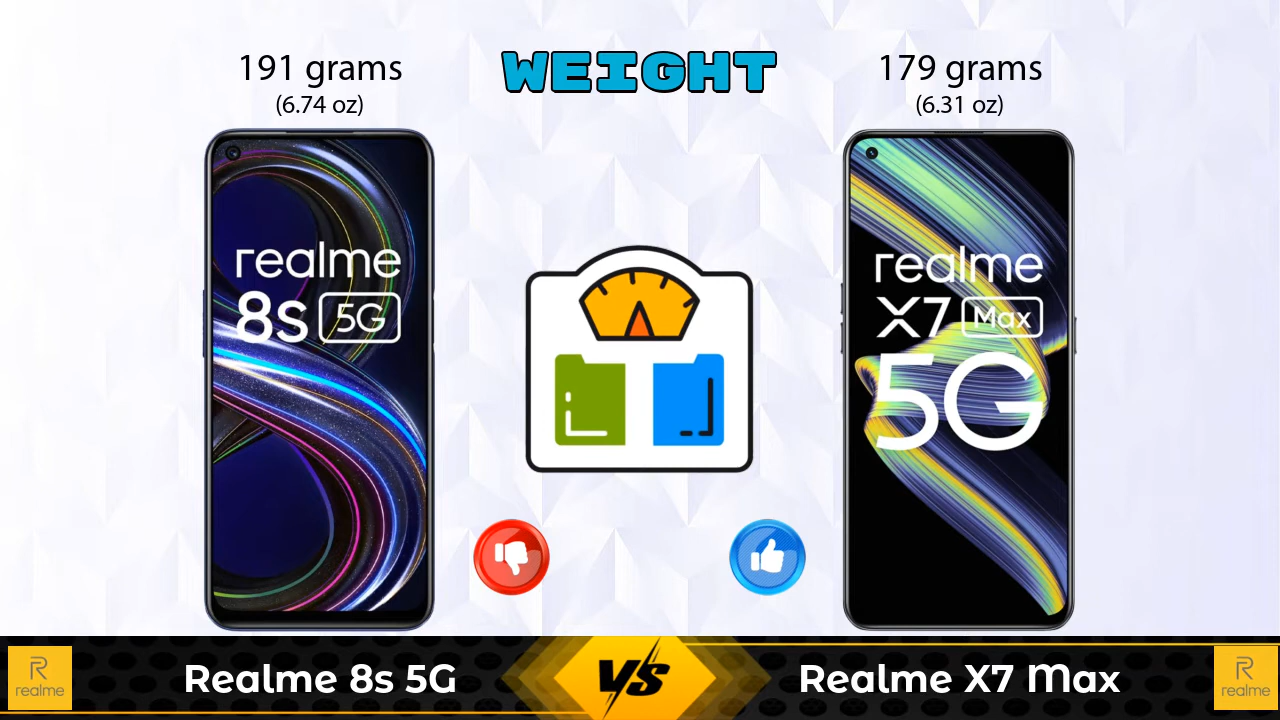 WEIGHT
191 grams
(6.74 oz)
179 grams
(6.31 oz)
realme
8s 5G
realme
X7 Max
5G
R
realme
Realme 8s 5G
VS
Realme X7 Max
R
realme